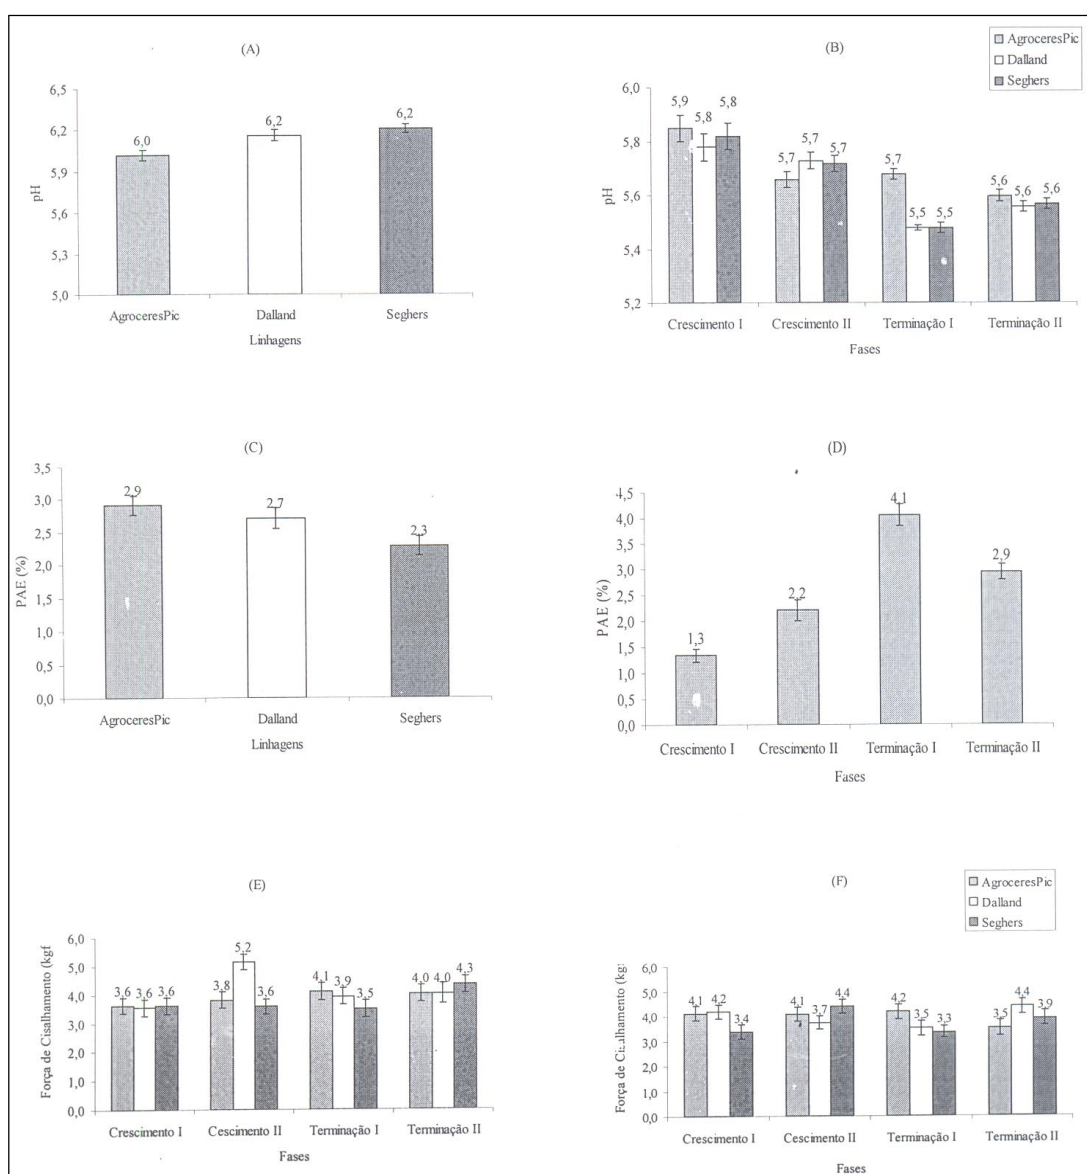 (A)
pH
6,5
6,2
5,9
5,6
5,3
5,0
6,0
6,2
6,2
AgroceresPic
Dalland
Seghers
Linhagens
(B)
AgroceresPic
Dalland
Seghers
pH
6,0
5,8
5,6
5,4
5,2
5,9
5,8
5,8
5,7
5,7
5,7
5,7
5,5
5,5
5,6
5,6
5,6
Crescimento I
Crescimento II
Terminação I
Terminação II
Fases
(C)
PAE (%)
3,5
3,0
2,5
2,0
1,5
1,0
0,5
0,0
2,9
2,7
2,3
AgroceresPic
Dalland
Seghers
Linhagens
(D)
PAE (%)
4,5
4,0
3,5
3,0
2,5
2,0
1,5
1,0
0,5
0,0
1,3
2,2
4,1
2,9
Crescimento I
Crescimento II
Terminação I
Terminação II
Fases
(E)
Força de Cisalhamento (kgf
6,0
5,0
4,0
3,0
2,0
1,0
0,0
3,6
3,6
3,6
3,8
5,2
3,6
4,1
3,9
3,5
4,0
4,0
4,3
Crescimento I
Cescimento II
Terminação I
Terminação II
Fases
(F)
AgroceresPic
Dalland
Seghers
Força de Cisalhamento (kg
6,0
5,0
4,0
3,0
2,0
1,0
0,0
4,1
4,2
3,4
4,1
3,7
4,4
4,2
3,5
3,3
3,5
4,4
3,9
Crescimento I
Cescimento II
Terminação I
Terminação II
Fases